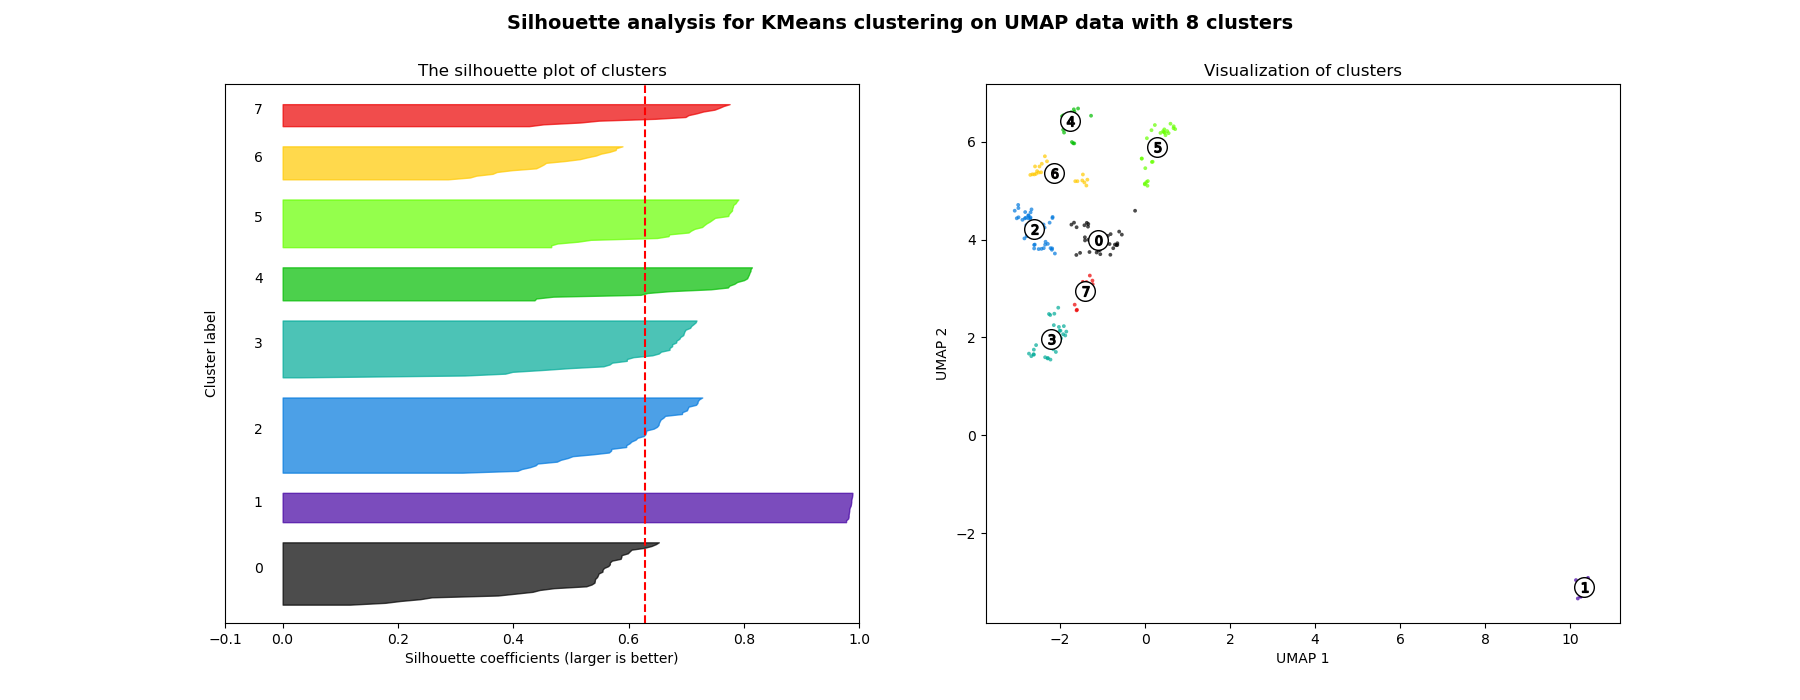 Silhouette analysis for KMeans clustering on UMAP data with 8 clusters
The silhouette plot of clusters
7
6
5
4
3
2
1
0
Cluster label
−0.1 0.0 0.2 0.4 0.6 0.8 1.0
Silhouette coefficients (larger is better)
Visualization of clusters
4
5
6
2
0
7
3
1
6
4
2
0
−2
UMAP 2
−2 0 2 4 6 8 10
UMAP 1